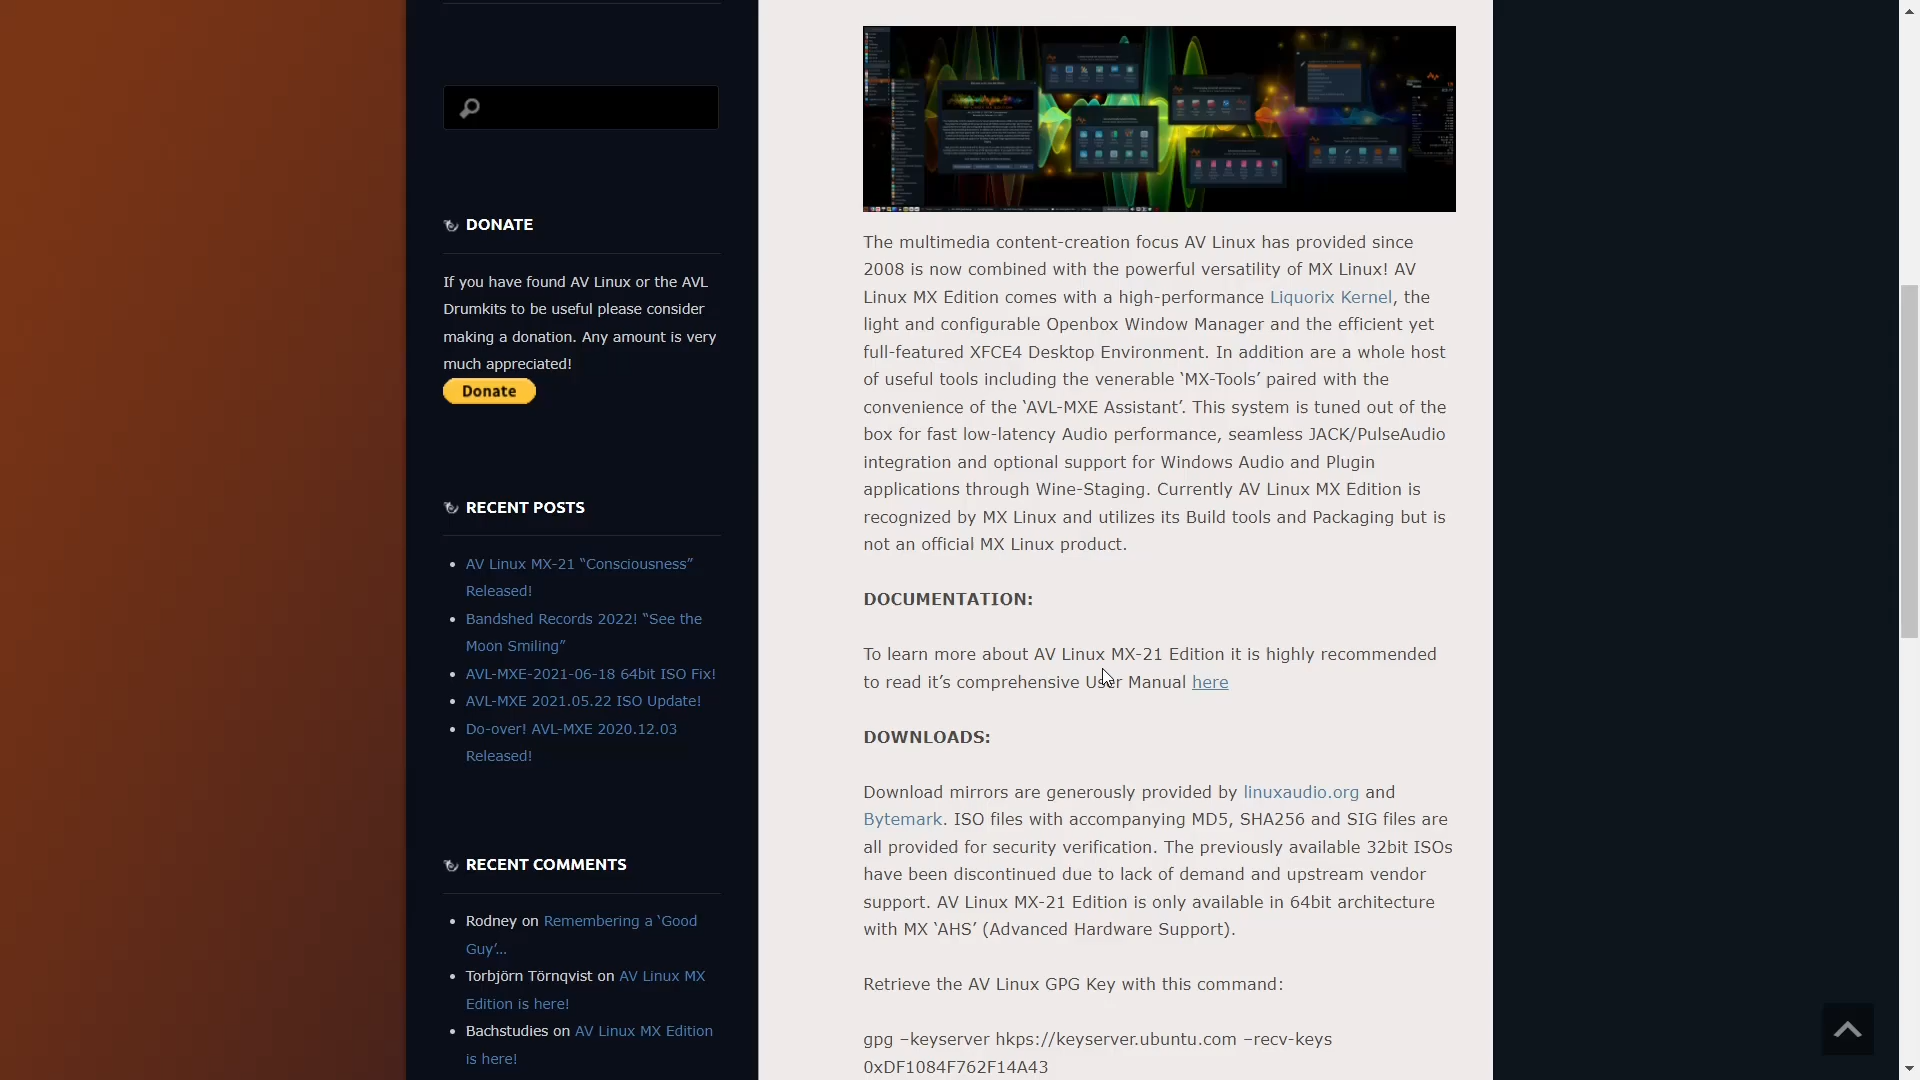 DONATE
If you have found AV Linux or the AVL
Drumkits to be useful please consider
making a donation. Any amount is very
much appreciated!
Donate
RECENT POSTS
AV Linux MX-21 “Consciousness”
Released!
Bandshed Records 2022! “See the
Moon Smiling”
AVL-MXE-2021-06-18 64bit ISO Fix!
AVL-MXE 2021.05.22 ISO Update!
Do-over! AVL-MXE 2020.12.03
Released!
RECENT COMMENTS
Rodney on Remembering a ‘Good
Guy’...
Torbjörn Törnqvist on AV Linux MX
Edition is here!
Bachstudies on AV Linux MX Edition
is here!
The multimedia content-creation focus AV Linux has provided since
2008 is now combined with the powerful versatility of MX Linux! AV
Linux MX Edition comes with a high-performance Liquorix Kernel, the
light and configurable Openbox Window Manager and the efficient yet
full-featured XFCE4 Desktop Environment. In addition are a whole host
of useful tools including the venerable ‘MX-Tools’ paired with the
convenience of the ‘AVL-MXE Assistant’. This system is tuned out of the
box for fast low-latency Audio performance, seamless JACK/PulseAudio
integration and optional support for Windows Audio and Plugin
applications through Wine-Staging. Currently AV Linux MX Edition is
recognized by MX Linux and utilizes its Build tools and Packaging but is
not an official MX Linux product.
DOCUMENTATION:
To learn more about AV Linux MX-21 Edition it is highly recommended
to read it’s comprehensive User Manual here
DOWNLOADS:
Download mirrors are generously provided by linuxaudio.org and
Bytemark. ISO files with accompanying MD5, SHA256 and SIG files are
all provided for security verification. The previously available 32bit ISOs
have been discontinued due to lack of demand and upstream vendor
support. AV Linux MX-21 Edition is only available in 64bit architecture
with MX ‘AHS’ (Advanced Hardware Support).
Retrieve the AV Linux GPG Key with this command:
gpg –keyserver hkps://keyserver.ubuntu.com –recv-keys
0xDF1084F762F14A43